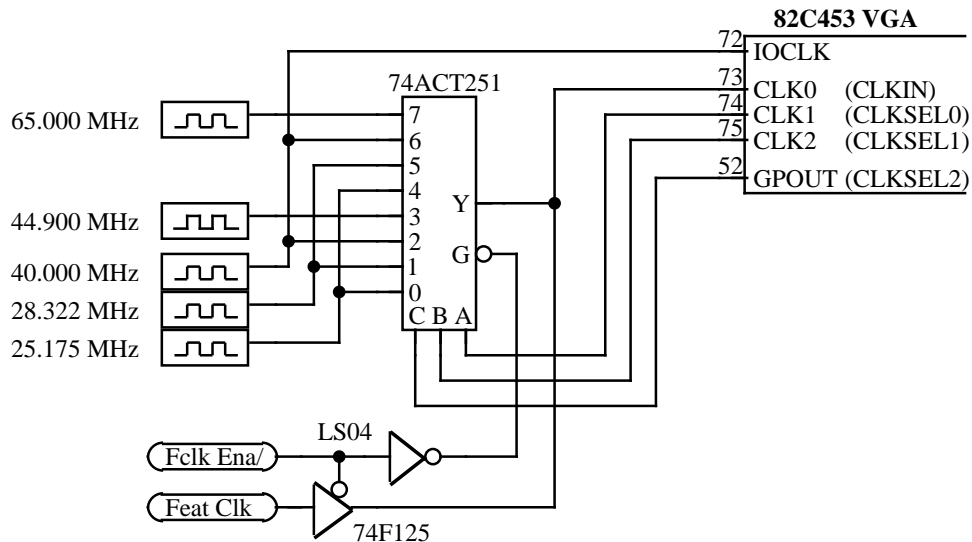 82C453 VGA
72 IOCLK
73 CLK0 (CLKIN)
74 CLK1 (CLKSEL0)
75 CLK2 (CLKSEL1)
52 GPOUT (CLKSEL2)
74ACT251
7
6
5
4
3
2
1
0
Y
G
C B A
65.000 MHz
44.900 MHz
40.000 MHz
28.322 MHz
25.175 MHz
LS04
Fclk Ena/
Feat Clk
74F125